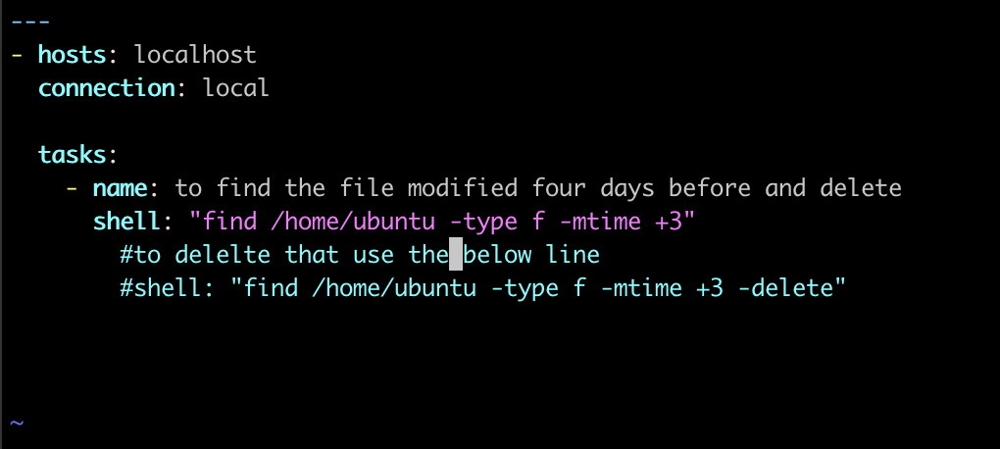 ---
- hosts: localhost
  connection: local
  tasks:
    - name: to find the file modified four days before and delete
      shell: "find /home/ubuntu -type f -mtime +3"
        #to delelte that use the below line
        #shell: "find /home/ubuntu -type f -mtime +3 -delete"
~